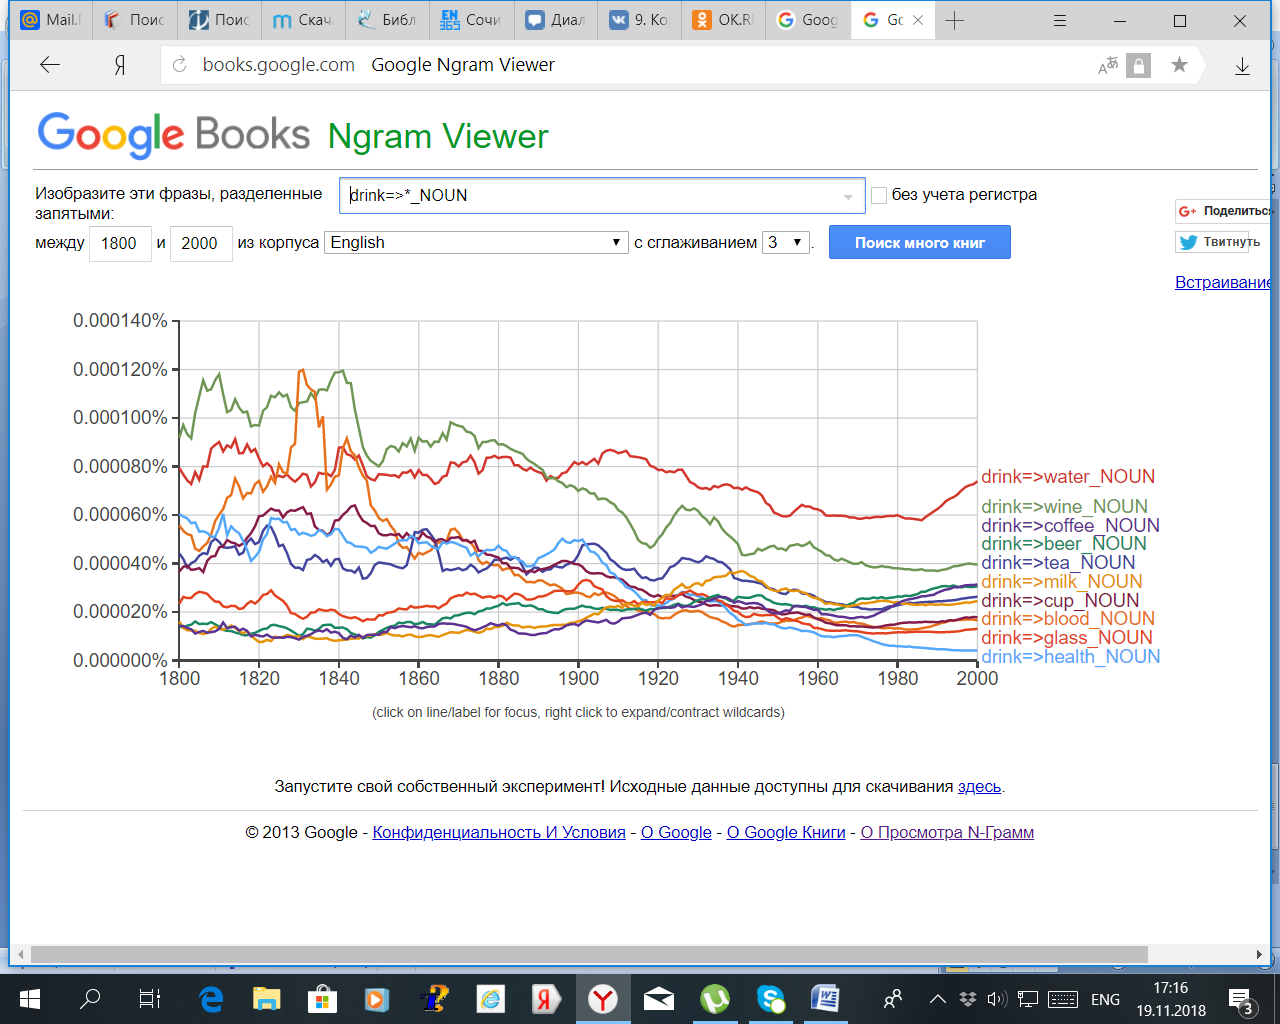 Mail.
Поис
Поис
Скач
Библ
EN 365 Сочи
Диал
9. Ко
OK.R
Goog
Go
Я books.google.com Google Ngram Viewer
Google Books Ngram Viewer
Изобразите эти фразы, разделенные запятыми: drink=>*_NOUN без учета регистра
между 1800 и 2000 из корпуса English с сглаживанием 3 . Поиск много книг
G+ Поделитьс
Твитнуть
Встраивание
0.000140%
0.000120%
0.000100%
0.000080%
0.000060%
0.000040%
0.000020%
0.000000%
drink=>water_NOUN
drink=>wine_NOUN
drink=>coffee_NOUN
drink=>beer_NOUN
drink=>tea_NOUN
drink=>milk_NOUN
drink=>cup_NOUN
drink=>blood_NOUN
drink=>glass_NOUN
drink=>health_NOUN
1800 1820 1840 1860 1880 1900 1920 1940 1960 1980 2000
(click on line/label for focus, right click to expand/contract wildcards)
Запустите свой собственный эксперимент! Исходные данные доступны для скачивания здесь.
© 2013 Google - Конфиденциальность И Условия - О Google - О Google Книги - О Просмотра N-Грамм
ENG
17:16
19.11.2018
3